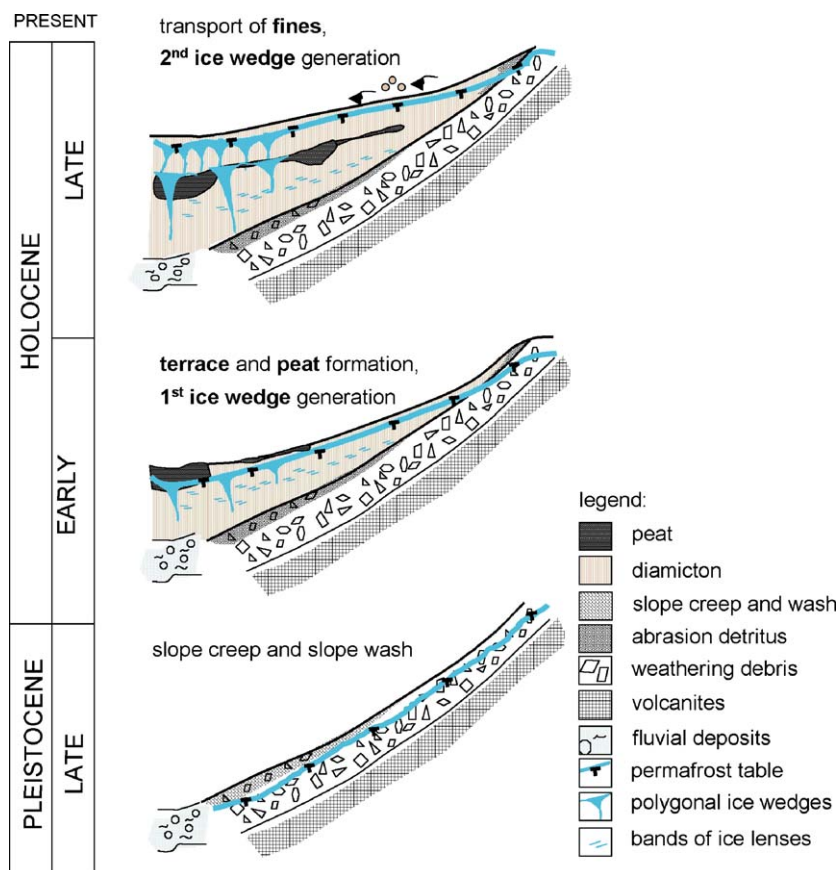 PRESENT
transport of fines,
2nd ice wedge generation
HOLOCENE
LATE
terrace and peat formation,
1st ice wedge generation
EARLY
slope creep and slope wash
PLEISTOCENE
LATE
legend:
peat
diamicton
slope creep and wash
abrasion detritus
weathering debris
volcanites
fluvial deposits
permafrost table
polygonal ice wedges
bands of ice lenses